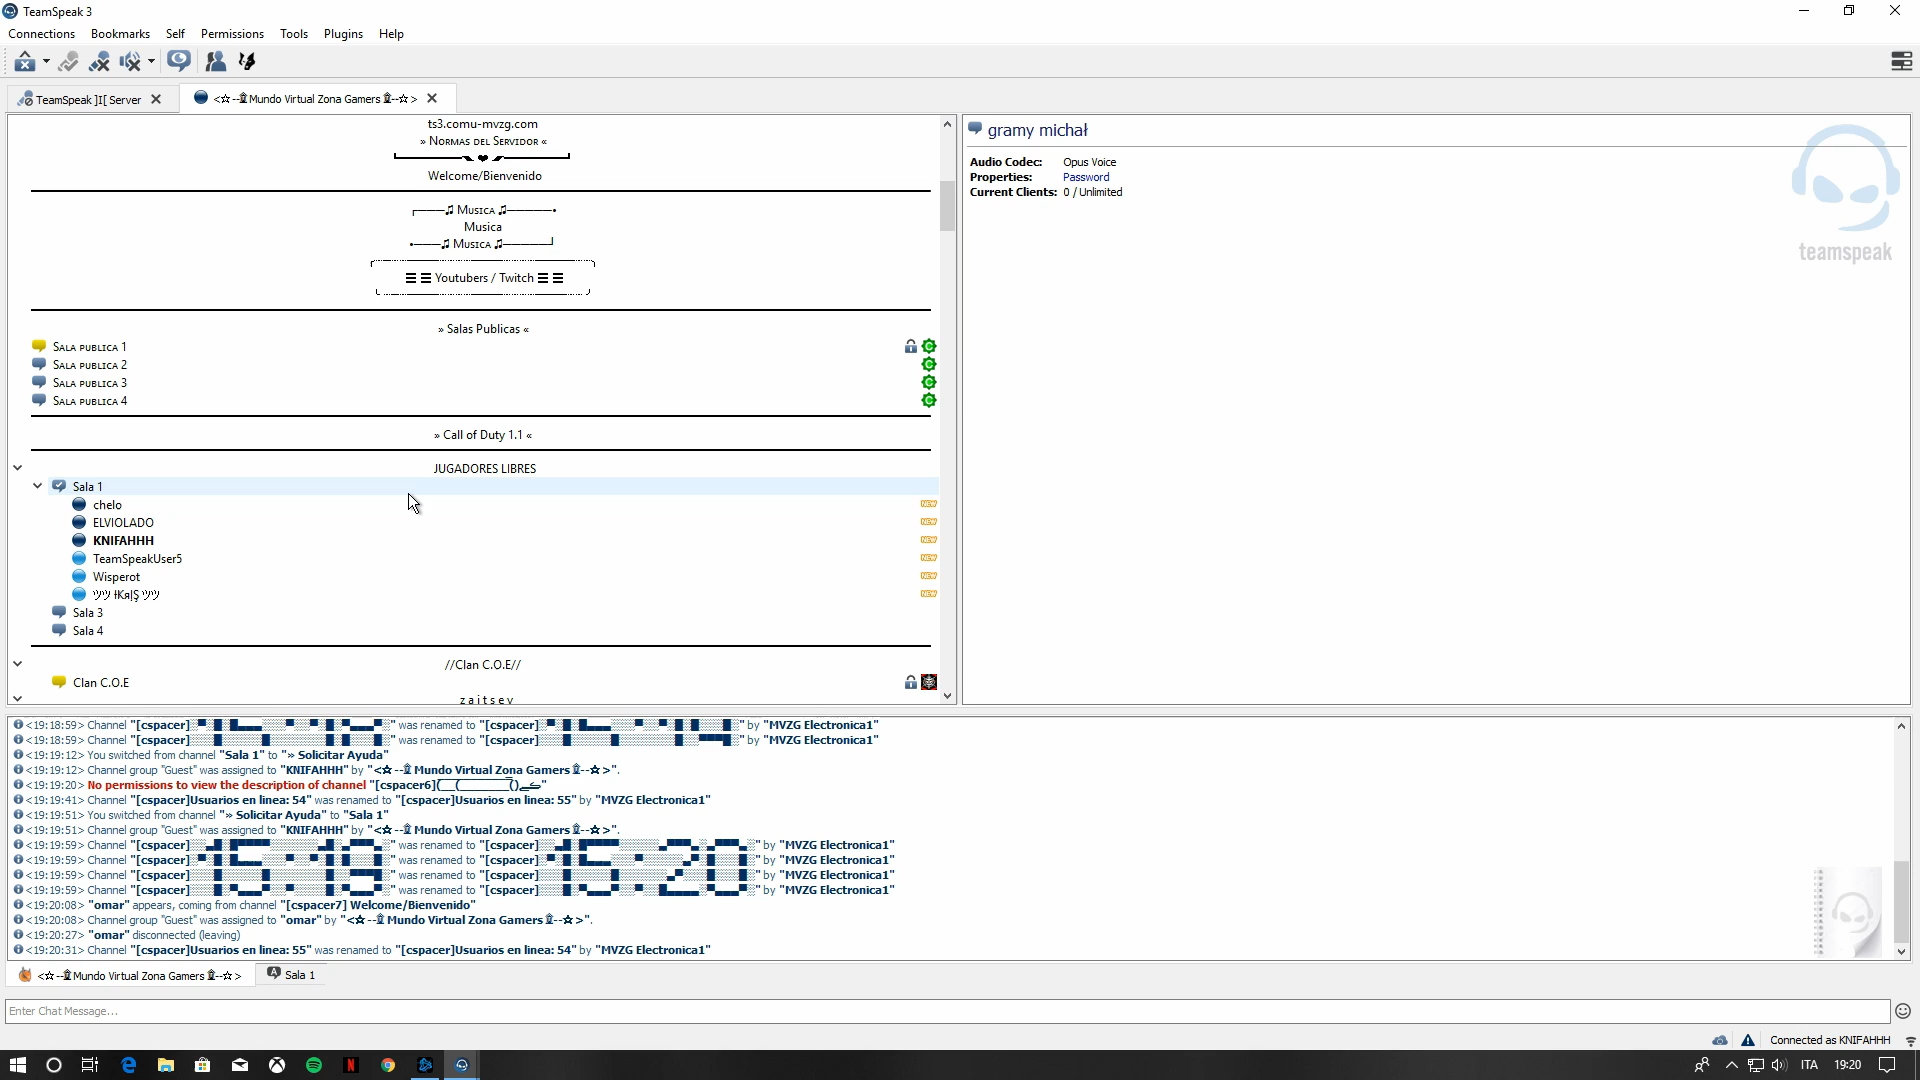 TeamSpeak 3
Connections Bookmarks Self Permissions Tools Plugins Help
TeamSpeak ]I[ Server
<☆--♕ Mundo Virtual Zona Gamers ♕--☆>
ts3.comu-mvzg.com
» Normas del Servidor «
Welcome/Bienvenido
┌───♫ Musica ♫────•
Musica
•───♫ Musica ♫────┘
☰ ☰ Youtubers / Twitch ☰ ☰
» Salas Publicas «
Sala publica 1
Sala publica 2
Sala publica 3
Sala publica 4
» Call of Duty 1.1 «
JUGADORES LIBRES
Sala 1
chelo NEW
ELVIOLADO NEW
KNIFAHHH NEW
TeamSpeakUser5 NEW
Wisperot NEW
ツツ ƗKя|Ş ツツ NEW
Sala 3
Sala 4
//Clan C.O.E//
Clan C.O.E
z a i t s e v
gramy michał
Audio Codec: Opus Voice
Properties: Password
Current Clients: 0 / Unlimited
teamspeak
<19:18:59> Channel "[cspacer]" was renamed to "[cspacer]" by "MVZG Electronica1"
<19:18:59> Channel "[cspacer]" was renamed to "[cspacer]" by "MVZG Electronica1"
<19:19:12> You switched from channel "Sala 1" to "» Solicitar Ayuda"
<19:19:12> Channel group "Guest" was assigned to "KNIFAHHH" by "<☆--♕ Mundo Virtual Zona Gamers ♕--☆>".
<19:19:20> No permissions to view the description of channel "[cspacer6]
<19:19:41> Channel "[cspacer]Usuarios en linea: 54" was renamed to "[cspacer]Usuarios en linea: 55" by "MVZG Electronica1"
<19:19:51> You switched from channel "» Solicitar Ayuda" to "Sala 1"
<19:19:51> Channel group "Guest" was assigned to "KNIFAHHH" by "<☆--♕ Mundo Virtual Zona Gamers ♕--☆>".
<19:19:59> Channel "[cspacer]" was renamed to "[cspacer]" by "MVZG Electronica1"
<19:19:59> Channel "[cspacer]" was renamed to "[cspacer]" by "MVZG Electronica1"
<19:19:59> Channel "[cspacer]" was renamed to "[cspacer]" by "MVZG Electronica1"
<19:19:59> Channel "[cspacer]" was renamed to "[cspacer]" by "MVZG Electronica1"
<19:20:08> "omar" appears, coming from channel "[cspacer7] Welcome/Bienvenido"
<19:20:08> Channel group "Guest" was assigned to "omar" by "<☆--♕ Mundo Virtual Zona Gamers ♕--☆>".
<19:20:27> "omar" disconnected (leaving)
<19:20:31> Channel "[cspacer]Usuarios en linea: 55" was renamed to "[cspacer]Usuarios en linea: 54" by "MVZG Electronica1"
<☆--♕ Mundo Virtual Zona Gamers ♕--☆>
Sala 1
Enter Chat Message...
Connected as KNIFAHHH
ITA 19:20